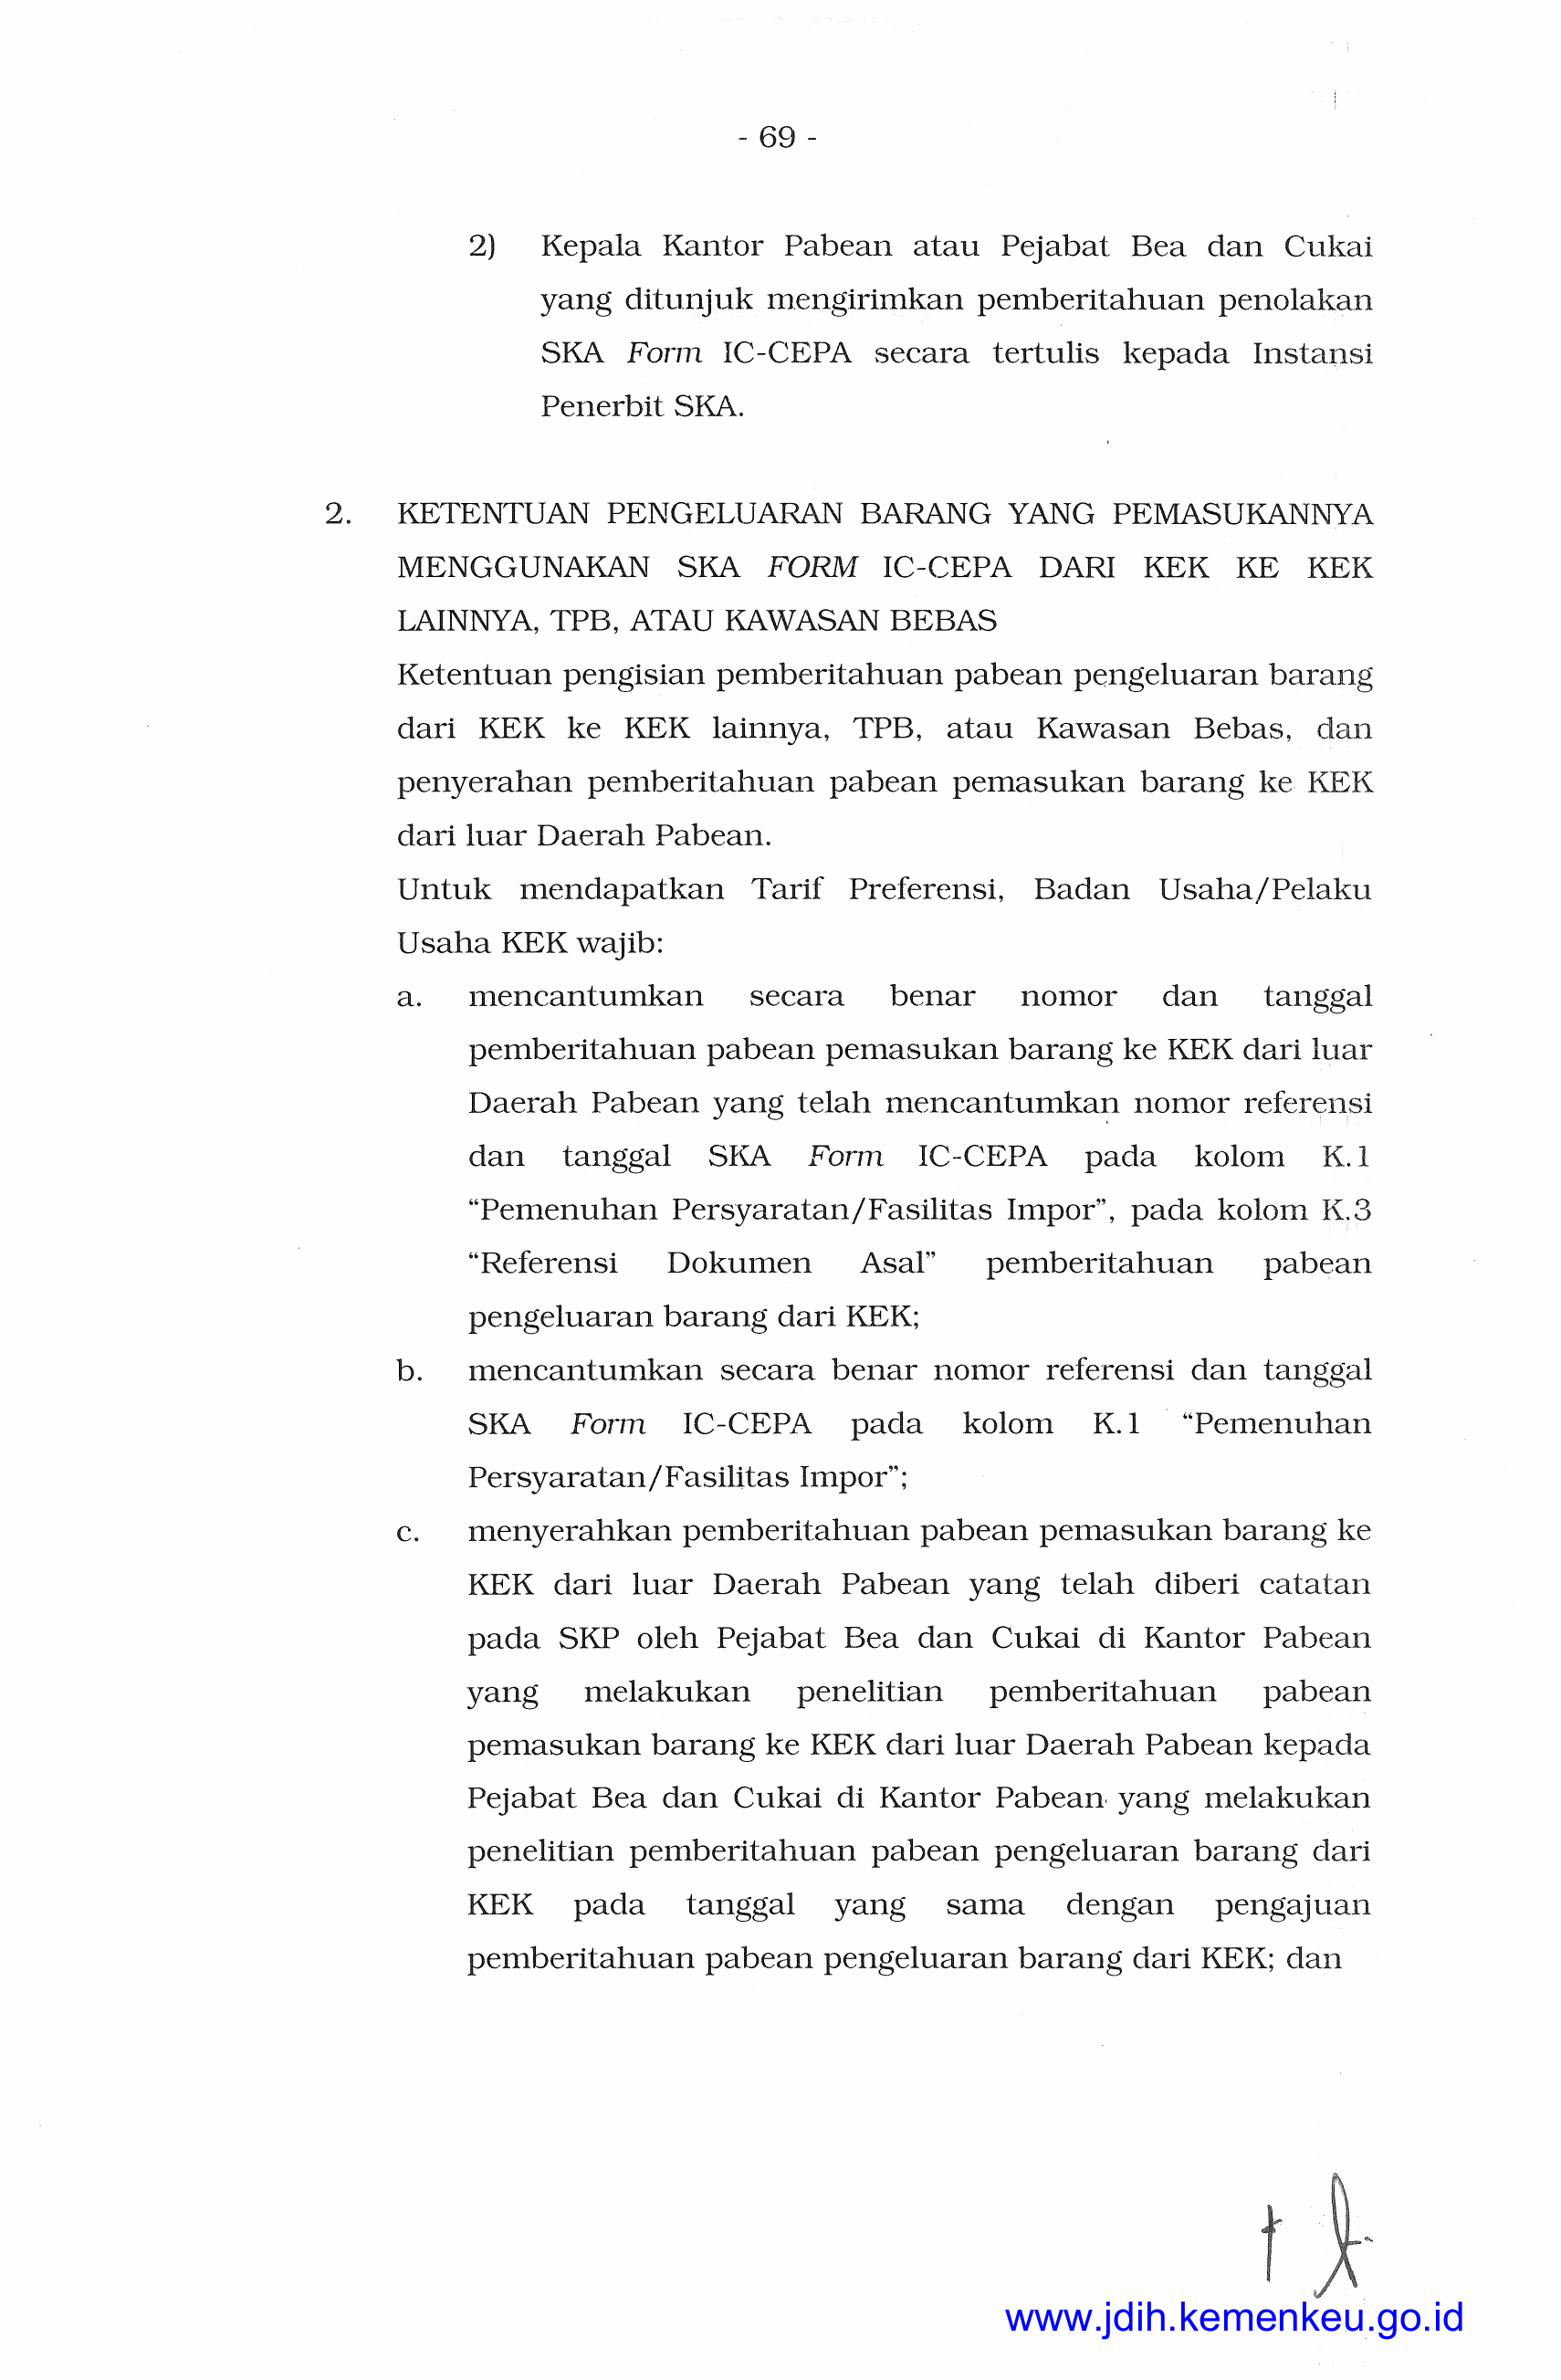 - 69 -
2) Kepala Kantor Pabean atau Pejabat Bea dan Cukai
yang ditunjuk mengirimkan pemberitahuan penolakan
SKA Form IC-CEPA secara tertulis kepada Instansi
Penerbit SKA.
2. KETENTUAN PENGELUARAN BARANG YANG PEMASUKANNYA
MENGGUNAKAN SKA FORM IC-CEPA DARI KEK KE KEK
LAINNYA, TPB, ATAU KAWASAN BEBAS
Ketentuan pengisian pemberitahuan pabean pengeluaran barang
dari KEK ke KEK lainnya, TPB, atau Kawasan Bebas, dan
penyerahan pemberitahuan pabean pemasukan barang ke KEK
dari luar Daerah Pabean.
Untuk mendapatkan Tarif Preferensi, Badan Usaha/Pelaku
Usaha KEK wajib:
a. mencantumkan secara benar nomor dan tanggal
pemberitahuan pabean pemasukan barang ke KEK dari luar
Daerah Pabean yang telah mencantumkan nomor referensi
dan tanggal SKA Form IC-CEPA pada kolom K.1
“Pemenuhan Persyaratan/Fasilitas Impor”, pada kolom K.3
“Referensi Dokumen Asal” pemberitahuan pabean
pengeluaran barang dari KEK;
b. mencantumkan secara benar nomor referensi dan tanggal
SKA Form IC-CEPA pada kolom K.1 “Pemenuhan
Persyaratan/Fasilitas Impor”;
c. menyerahkan pemberitahuan pabean pemasukan barang ke
KEK dari luar Daerah Pabean yang telah diberi catatan
pada SKP oleh Pejabat Bea dan Cukai di Kantor Pabean
yang melakukan penelitian pemberitahuan pabean
pemasukan barang ke KEK dari luar Daerah Pabean kepada
Pejabat Bea dan Cukai di Kantor Pabean yang melakukan
penelitian pemberitahuan pabean pengeluaran barang dari
KEK pada tanggal yang sama dengan pengajuan
pemberitahuan pabean pengeluaran barang dari KEK; dan
www.jdih.kemenkeu.go.id